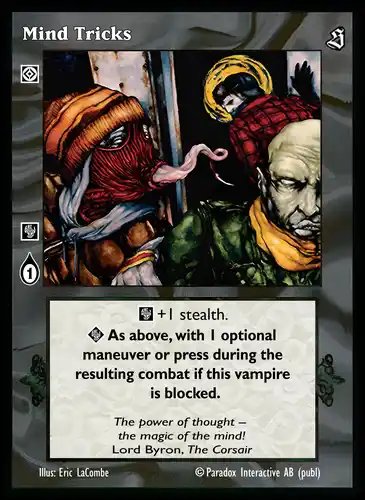 Mind Tricks
1
+1 stealth.
As above, with 1 optional
maneuver or press during the
resulting combat if this vampire
is blocked.
The power of thought –
the magic of the mind!
Lord Byron, The Corsair
Illus: Eric LaCombe © Paradox Interactive AB (publ)